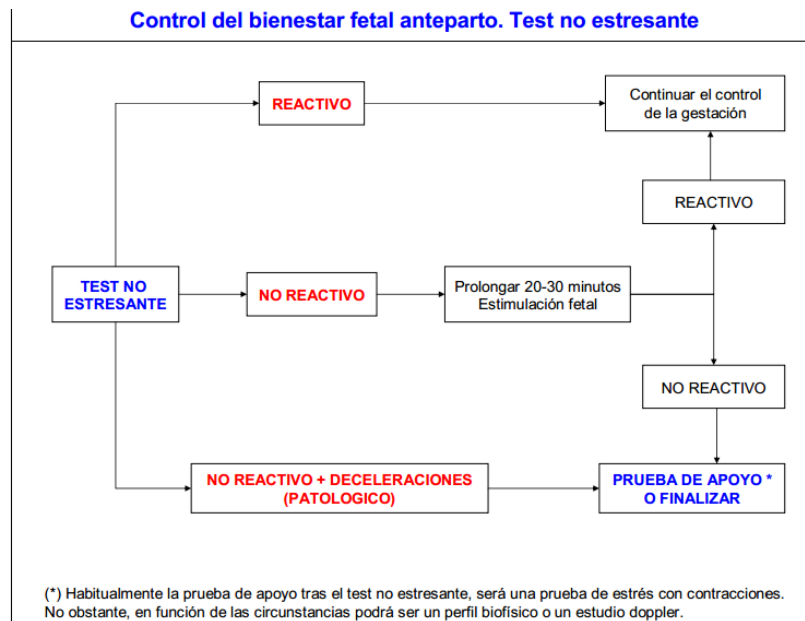 Control del bienestar fetal anteparto. Test no estresante
REACTIVO
Continuar el control
de la gestación
REACTIVO
TEST NO
ESTRESANTE
NO REACTIVO
Prolongar 20-30 minutos
Estimulación fetal
NO REACTIVO
NO REACTIVO + DECELERACIONES
(PATOLOGICO)
PRUEBA DE APOYO *
O FINALIZAR
(*) Habitualmente la prueba de apoyo tras el test no estresante, será una prueba de estrés con contracciones.
No obstante, en función de las circunstancias podrá ser un perfil biofísico o un estudio doppler.